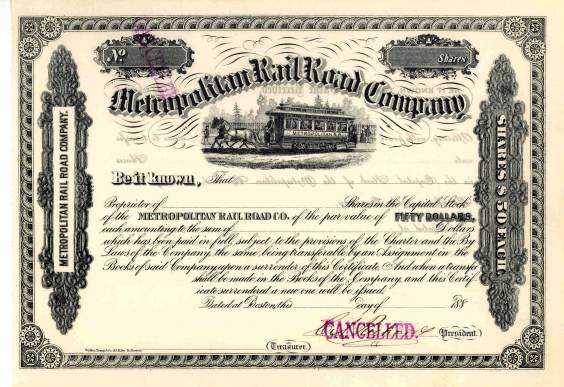 No. Shares
Metropolitan Rail Road Company
METROPOLITAN R.R.
METROPOLITAN RAIL ROAD COMPANY.
SHARES $50 EACH.
Be it known, That
Proprietor of Shares in the Capital Stock
of the METROPOLITAN RAIL ROAD CO. of the par value of FIFTY DOLLARS,
each amounting to the sum of Dollars
which has been paid in full, subject to the provisions of the Charter and the By
Laws of the Company, the same being transferable by an Assignment in the
Books of said Company upon a surrender of this Certificate. And when a transfer
shall be made in the Books of the Company, and this Certif
icate surrendered a new one will be issued.
Dated at Boston, this day of 188
CANCELLED.
(President.)
(Treasurer.)